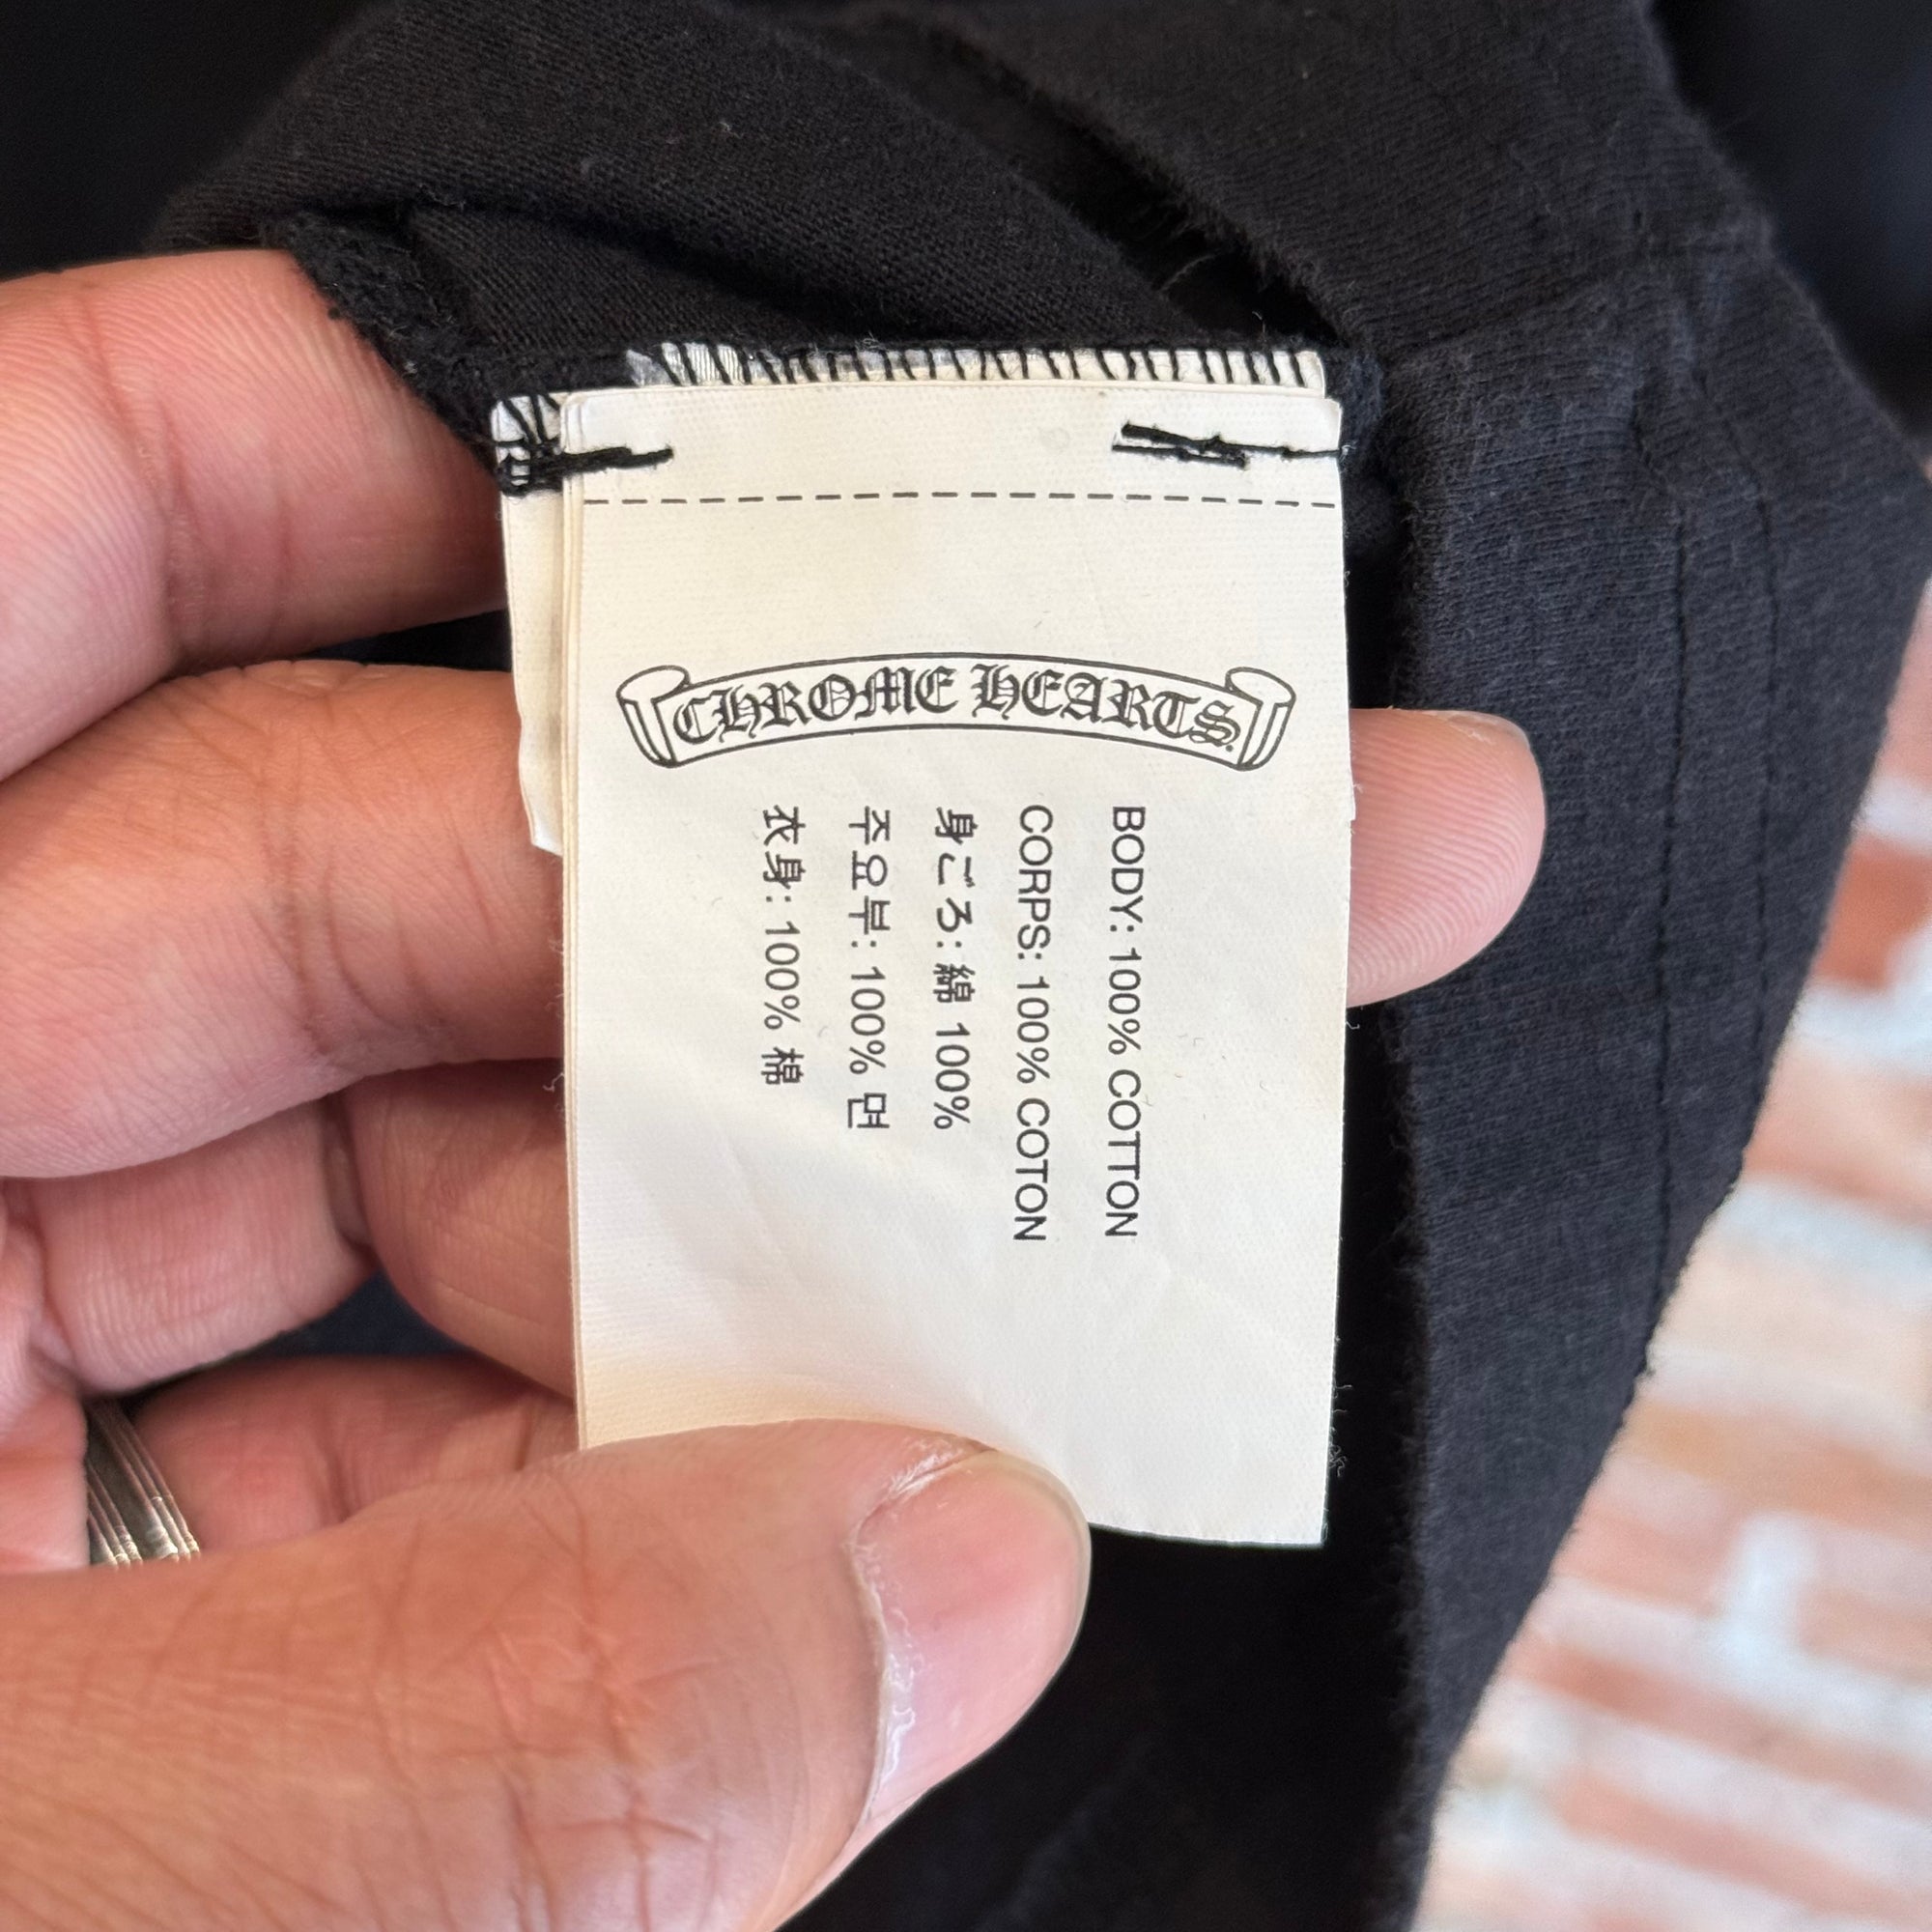 CHROME HEARTS
BODY: 100% COTTON
CORPS: 100% COTON
身ごろ: 綿 100%
주요부: 100% 면
衣身: 100% 棉